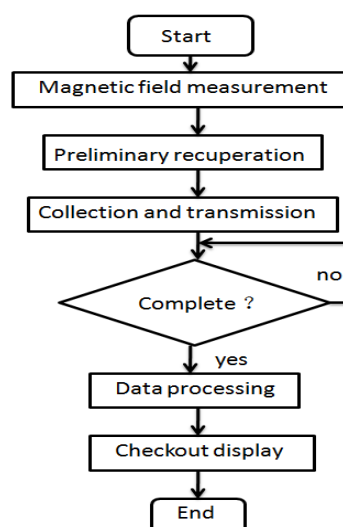 Start
Magnetic field measurement
Preliminary recuperation
Collection and transmission
Complete ？
no
yes
Data processing
Checkout display
End